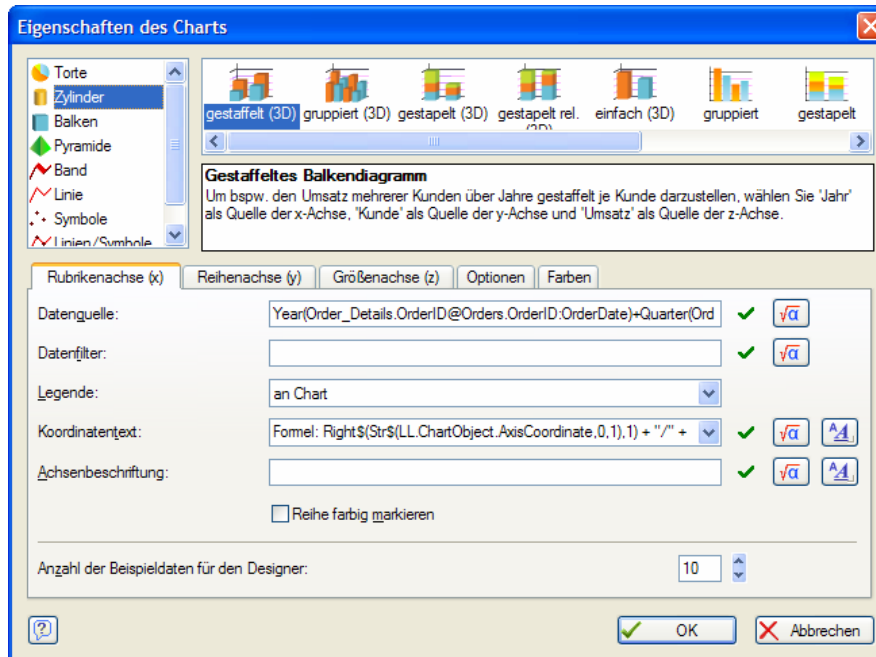 Eigenschaften des Charts
Torte
Zylinder
Balken
Pyramide
Band
Linie
Symbole
Linien/Symbole
gestaffelt (3D)
gruppiert (3D)
gestapelt (3D)
gestapelt rel. (3D)
einfach (3D)
gruppiert
gestapelt
Gestaffeltes Balkendiagramm
Um bspw. den Umsatz mehrerer Kunden über Jahre gestaffelt je Kunde darzustellen, wählen Sie 'Jahr'
als Quelle der x-Achse, 'Kunde' als Quelle der y-Achse und 'Umsatz' als Quelle der z-Achse.
Rubrikenachse (x) Reihenachse (y) Größenachse (z) Optionen Farben
Datenquelle: Year(Order_Details.OrderID@Orders.OrderID:OrderDate)+Quarter(Ord
Datenfilter:
Legende: an Chart
Koordinatentext: Formel: Right$(Str$(LL.ChartObject.AxisCoordinate,0,1),1) + "/" +
Achsenbeschriftung:
Reihe farbig markieren
Anzahl der Beispieldaten für den Designer: 10
OK Abbrechen